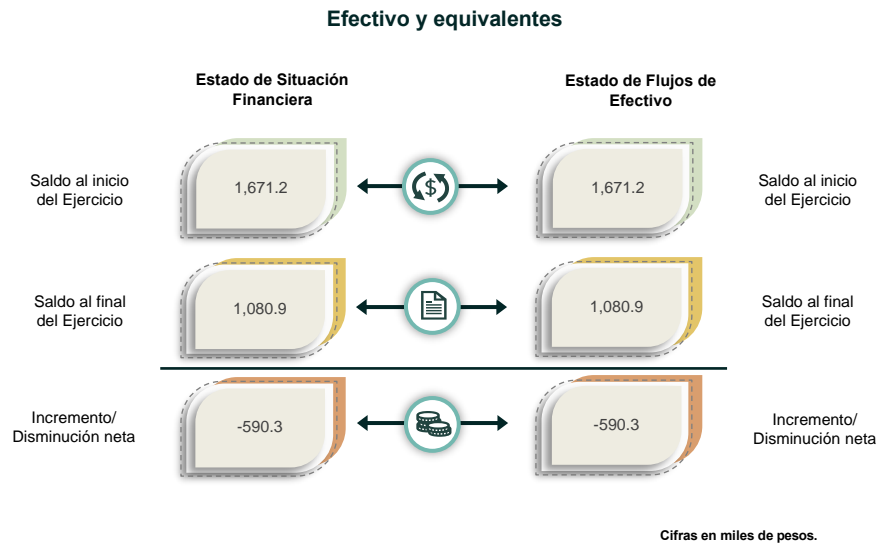 Efectivo y equivalentes
Estado de Situación
Financiera
Estado de Flujos de
Efectivo
Saldo al inicio
del Ejercicio
1,671.2
$
1,671.2
Saldo al inicio
del Ejercicio
Saldo al final
del Ejercicio
1,080.9
1,080.9
Saldo al final
del Ejercicio
Incremento/
Disminución neta
-590.3
-590.3
Incremento/
Disminución neta
Cifras en miles de pesos.